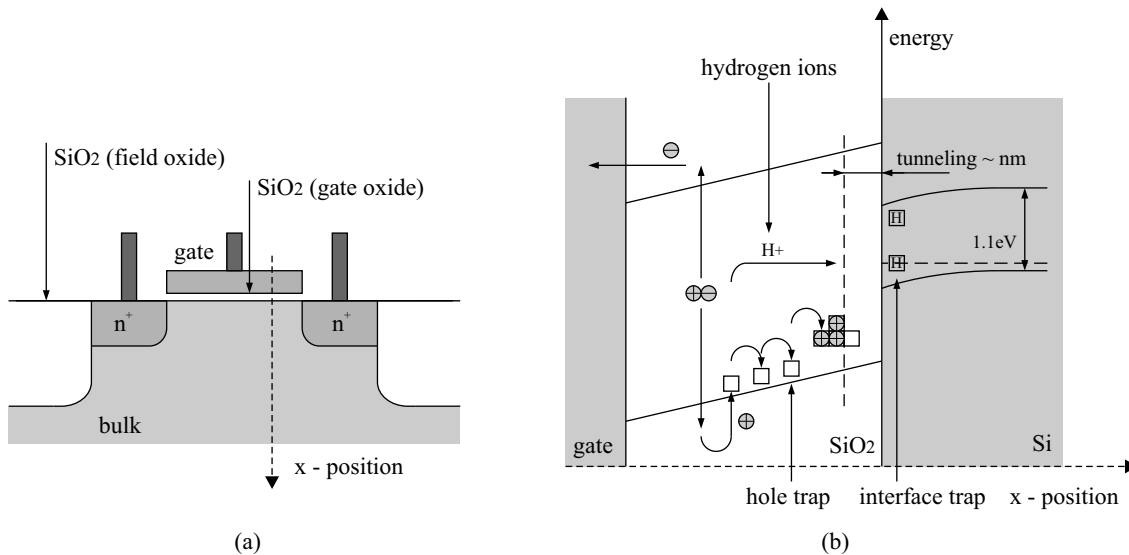 SiO2 (field oxide)
SiO2 (gate oxide)
gate
n+
n+
bulk
x - position
(a)
energy
hydrogen ions
tunneling ~ nm
H+
H
H
1.1eV
gate
SiO2
Si
hole trap
interface trap
x - position
(b)